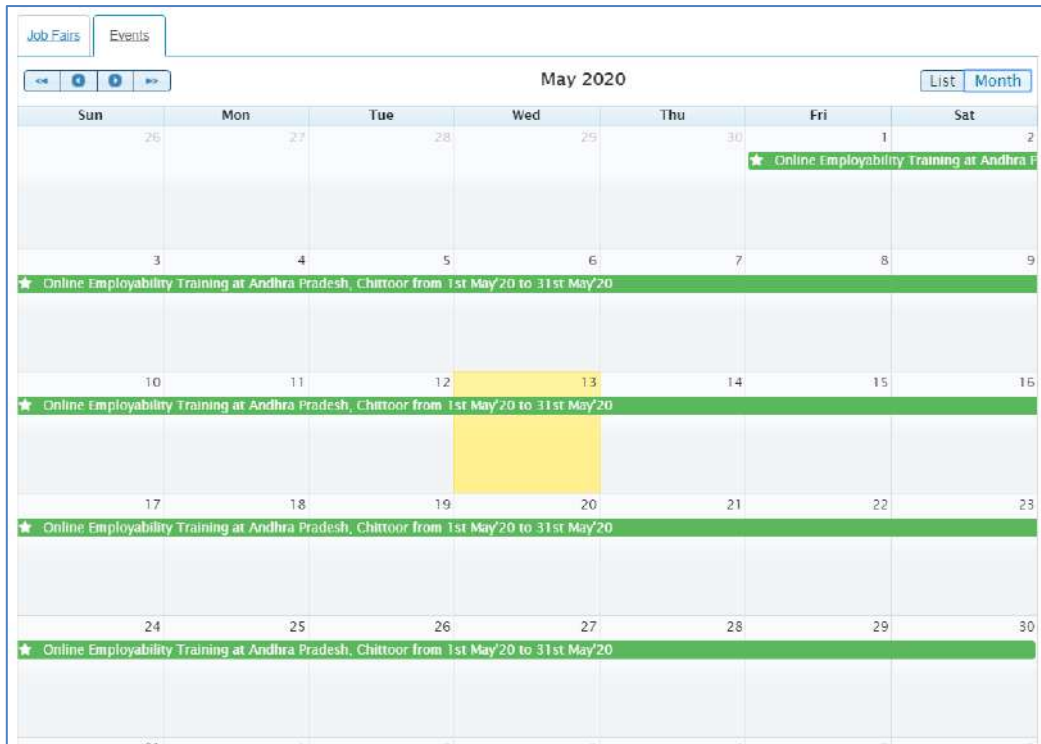 Job Fairs Events
May 2020 List Month
Sun Mon Tue Wed Thu Fri Sat
26 27 28 29 30 1 2
Online Employability Training at Andhra P
3 4 5 6 7 8 9
Online Employability Training at Andhra Pradesh, Chittoor from 1st May'20 to 31st May'20
10 11 12 13 14 15 16
Online Employability Training at Andhra Pradesh, Chittoor from 1st May'20 to 31st May'20
17 18 19 20 21 22 23
Online Employability Training at Andhra Pradesh, Chittoor from 1st May'20 to 31st May'20
24 25 26 27 28 29 30
Online Employability Training at Andhra Pradesh, Chittoor from 1st May'20 to 31st May'20